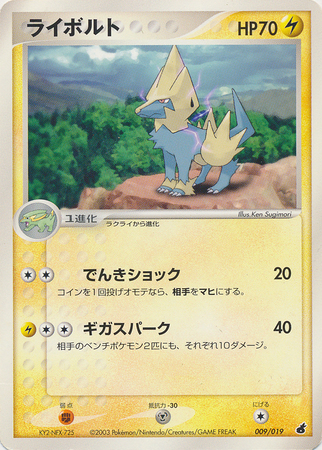 ライボルト HP70
Illus.Ken Sugimori
1進化
ラクライから進化
でんきショック 20
コインを1回投げオモテなら、相手をマヒにする。
ギガスパーク 40
相手のベンチポケモン2匹にも、それぞれ10ダメージ。
弱点 抵抗力 -30 にげる
KY2-NFX-725 ©2003 Pokémon/Nintendo/Creatures/GAME FREAK 009/019